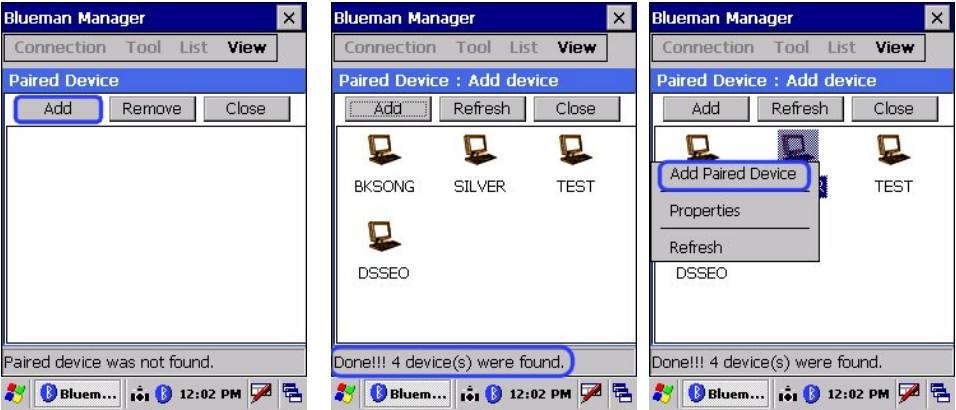 Blueman Manager
Connection Tool List View
Paired Device
Add Remove Close
Paired device was not found.
Bluem... 12:02 PM
Blueman Manager
Connection Tool List View
Paired Device : Add device
Add Refresh Close
BKSONG SILVER TEST
DSSEO
Done!!! 4 device(s) were found.
Bluem... 12:02 PM
Blueman Manager
Connection Tool List View
Paired Device : Add device
Add Refresh Close
TEST
Add Paired Device
Properties
Refresh
DSSEO
Done!!! 4 device(s) were found.
Bluem... 12:02 PM